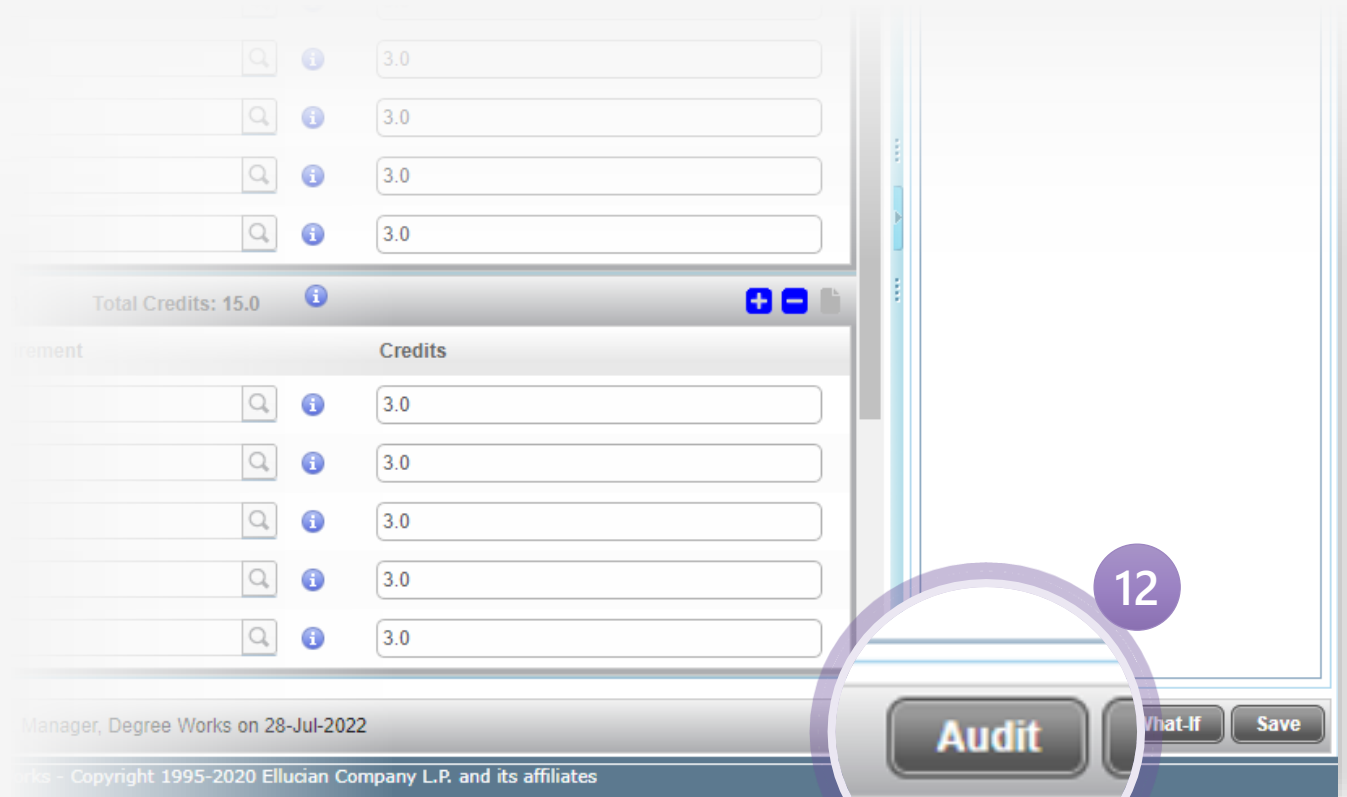 3.0
3.0
3.0
3.0
Total Credits: 15.0
Credits
3.0
3.0
3.0
3.0
3.0
12
Manager, Degree Works on 28-Jul-2022
Audit What-If Save
- Copyright 1995-2020 Ellucian Company L.P. and its affiliates